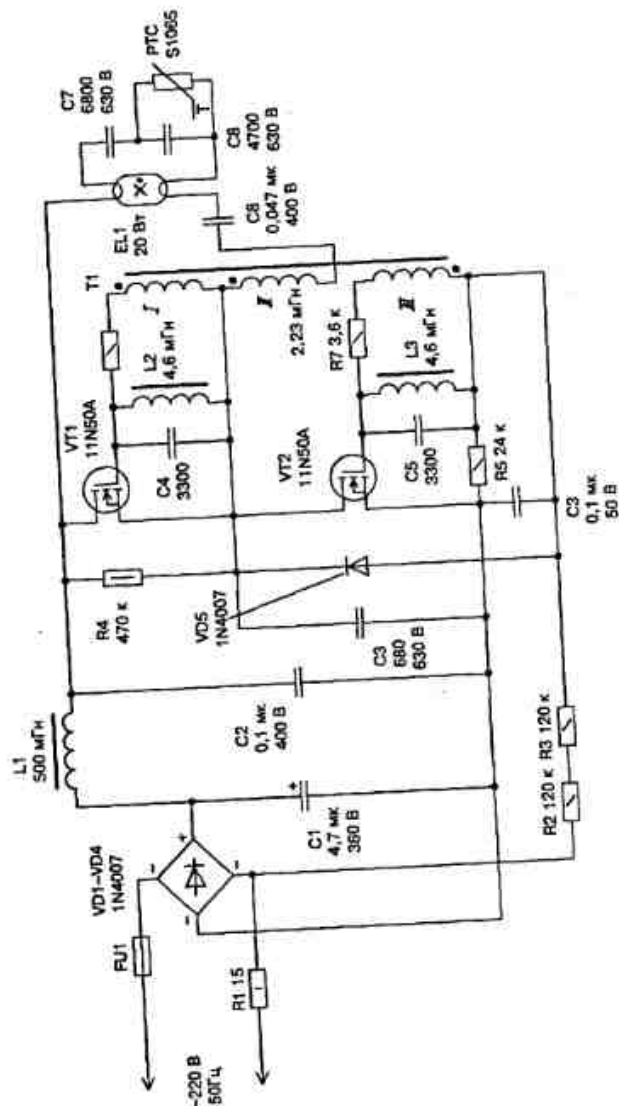 ~220 В
50Гц
FU1
R1 15
VD1–VD4
1N4007
L1
500 мГн
C1
4,7 мк
360 В
R2 120 к
R3 120 к
C2
0,1 мк
400 В
R4
470 к
VD5
1N4007
C3
680
630 В
VT1
11N50A
C4
3300
L2
4,6 мГн
T1
I
II
2,23 мГн
VT2
11N50A
C5
3300
R7 3,6 к
L3
4,6 мГн
III
R5 24 к
C3
0,1 мк
50 В
EL1
20 Вт
C8
0,047 мк
400 В
C7
6800
630 В
PTC
S1065
T
C8
4700
630 В